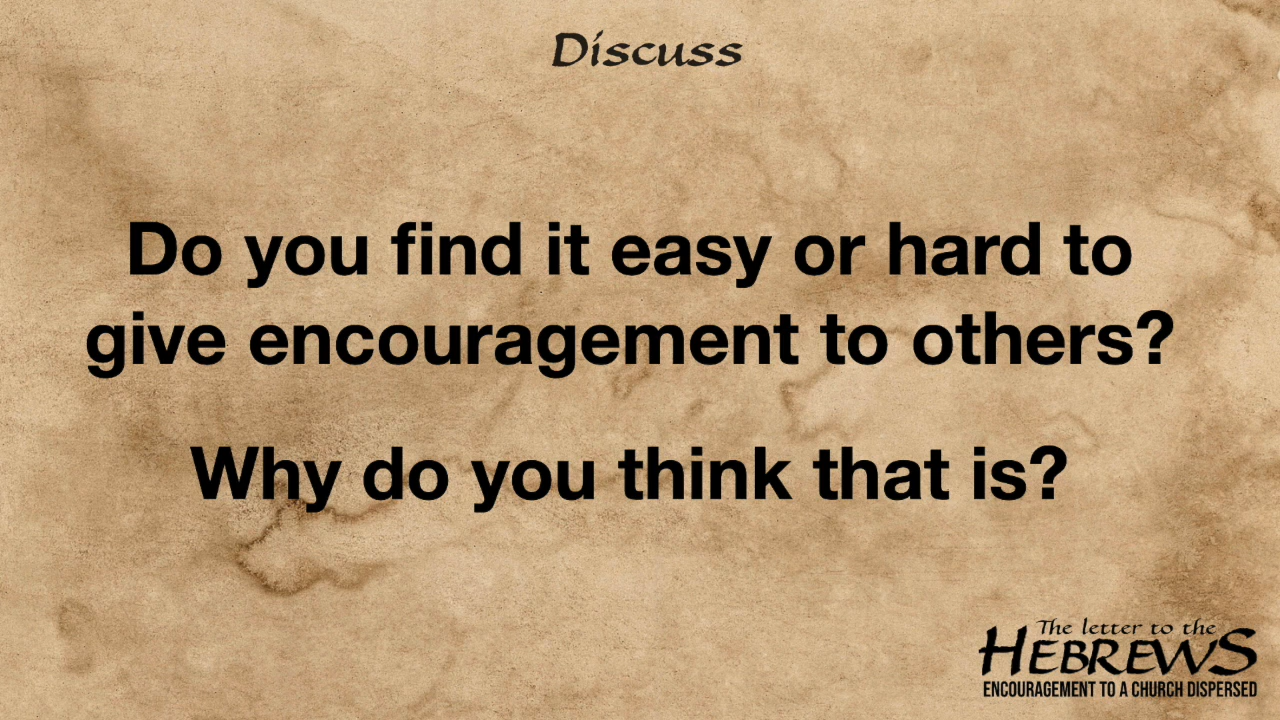 Discuss
Do you find it easy or hard to
give encouragement to others?
Why do you think that is?
The letter to the
HEBREWS
ENCOURAGEMENT TO A CHURCH DISPERSED